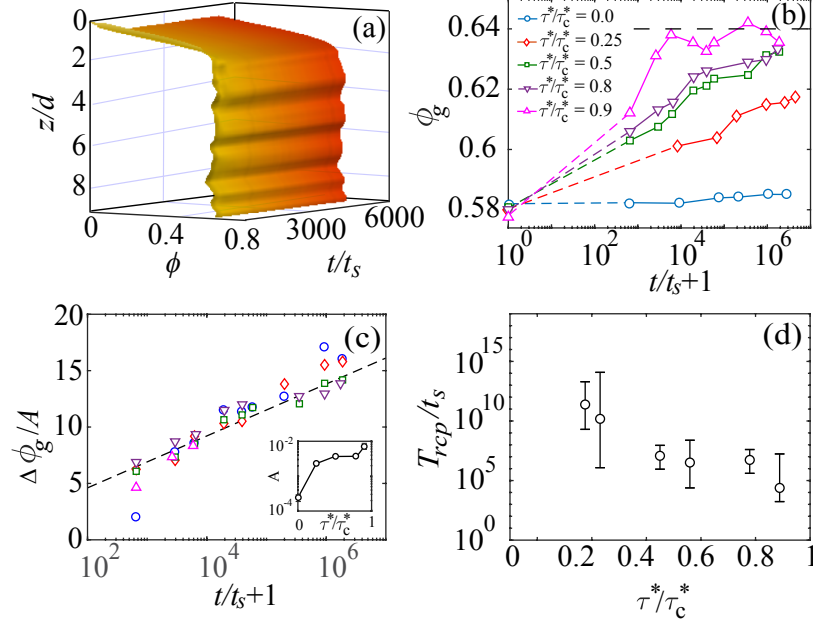 (a)
0
2
4
6
8
z/d
0
0.4
0.8
ϕ
3000
6000
t/t_s
(b)
τ*/τ_c* = 0.0
τ*/τ_c* = 0.25
τ*/τ_c* = 0.5
τ*/τ_c* = 0.8
τ*/τ_c* = 0.9
0.64
0.62
0.6
0.58
ϕ_g
10^0
10^2
10^4
10^6
t/t_s+1
(c)
20
15
10
5
0
Δϕ_g/A
10^2
10^4
10^6
10^8
t/t_s+1
10^-2
10^-4
A
0
1
τ*/τ_c*
(d)
10^15
10^10
10^5
10^0
T_rcp/t_s
0
0.2
0.4
0.6
0.8
1
τ*/τ_c*